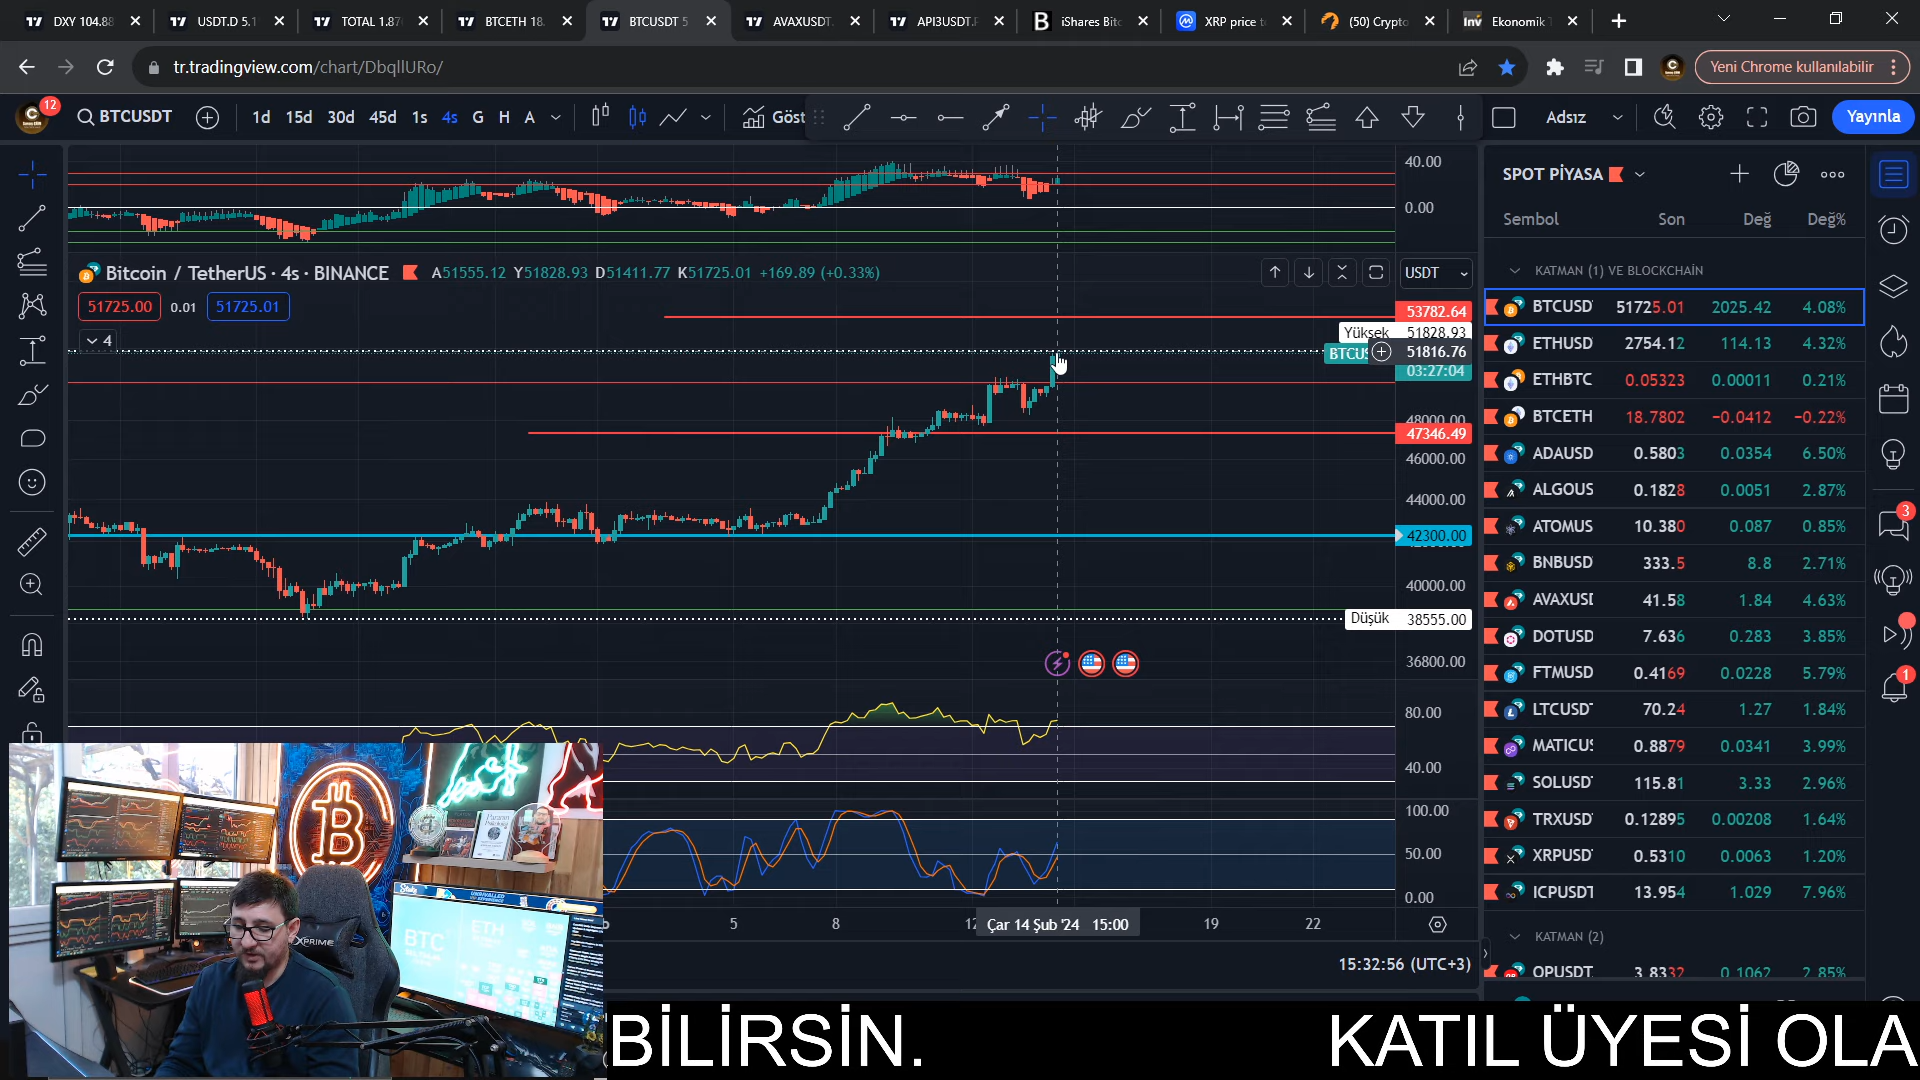 DXY 104.88
USDT.D 5.1
TOTAL 1.87
BTCETH 18.
BTCUSDT 5
AVAXUSDT.
API3USDT.P
iShares Bitc
XRP price t
(50) Crypto
Inv Ekonomik T
tr.tradingview.com/chart/DbqllURo/
Yeni Chrome kullanılabilir
12
BTCUSDT
1d 15d 30d 45d 1s 4s G H A
Göst
Adsız
Yayınla
SPOT PİYASA
Sembol Son Değ Değ%
KATMAN (1) VE BLOCKCHAİN
BTCUSD 51725.01 2025.42 4.08%
ETHUSD 2754.12 114.13 4.32%
ETHBTC 0.05323 0.00011 0.21%
BTCETH 18.7802 −0.0412 −0.22%
ADAUSD 0.5803 0.0354 6.50%
ALGOUS 0.1828 0.0051 2.87%
ATOMUS 10.380 0.087 0.85%
BNBUSD 333.5 8.8 2.71%
AVAXUSI 41.58 1.84 4.63%
DOTUSD 7.636 0.283 3.85%
FTMUSD 0.4169 0.0228 5.79%
LTCUSD 70.24 1.27 1.84%
MATICUS 0.8879 0.0341 3.99%
SOLUSD 115.81 3.33 2.96%
TRXUSD 0.12895 0.00208 1.64%
XRPUSD 0.5310 0.0063 1.20%
ICPUSDT 13.954 1.029 7.96%
KATMAN (2)
OPUSDT. 3.8332 0.1062 2.85%
3
1
40.00
0.00
Bitcoin / TetherUS · 4s · BINANCE A51555.12 Y51828.93 D51411.77 K51725.01 +169.89 (+0.33%)
USDT
51725.00 0.01 51725.01
4
53782.64
Yüksek 51828.93
BTCUS 51816.76
03:27:04
48000.00
47346.49
46000.00
44000.00
42300.00
40000.00
Düşük 38555.00
36800.00
80.00
40.00
100.00
50.00
0.00
5 8 12 Çar 14 Şub '24 15:00 19 22
15:32:56 (UTC+3)
BTC
ETH
XPRIME
BİLİRSİN. KATIL ÜYESİ OLA